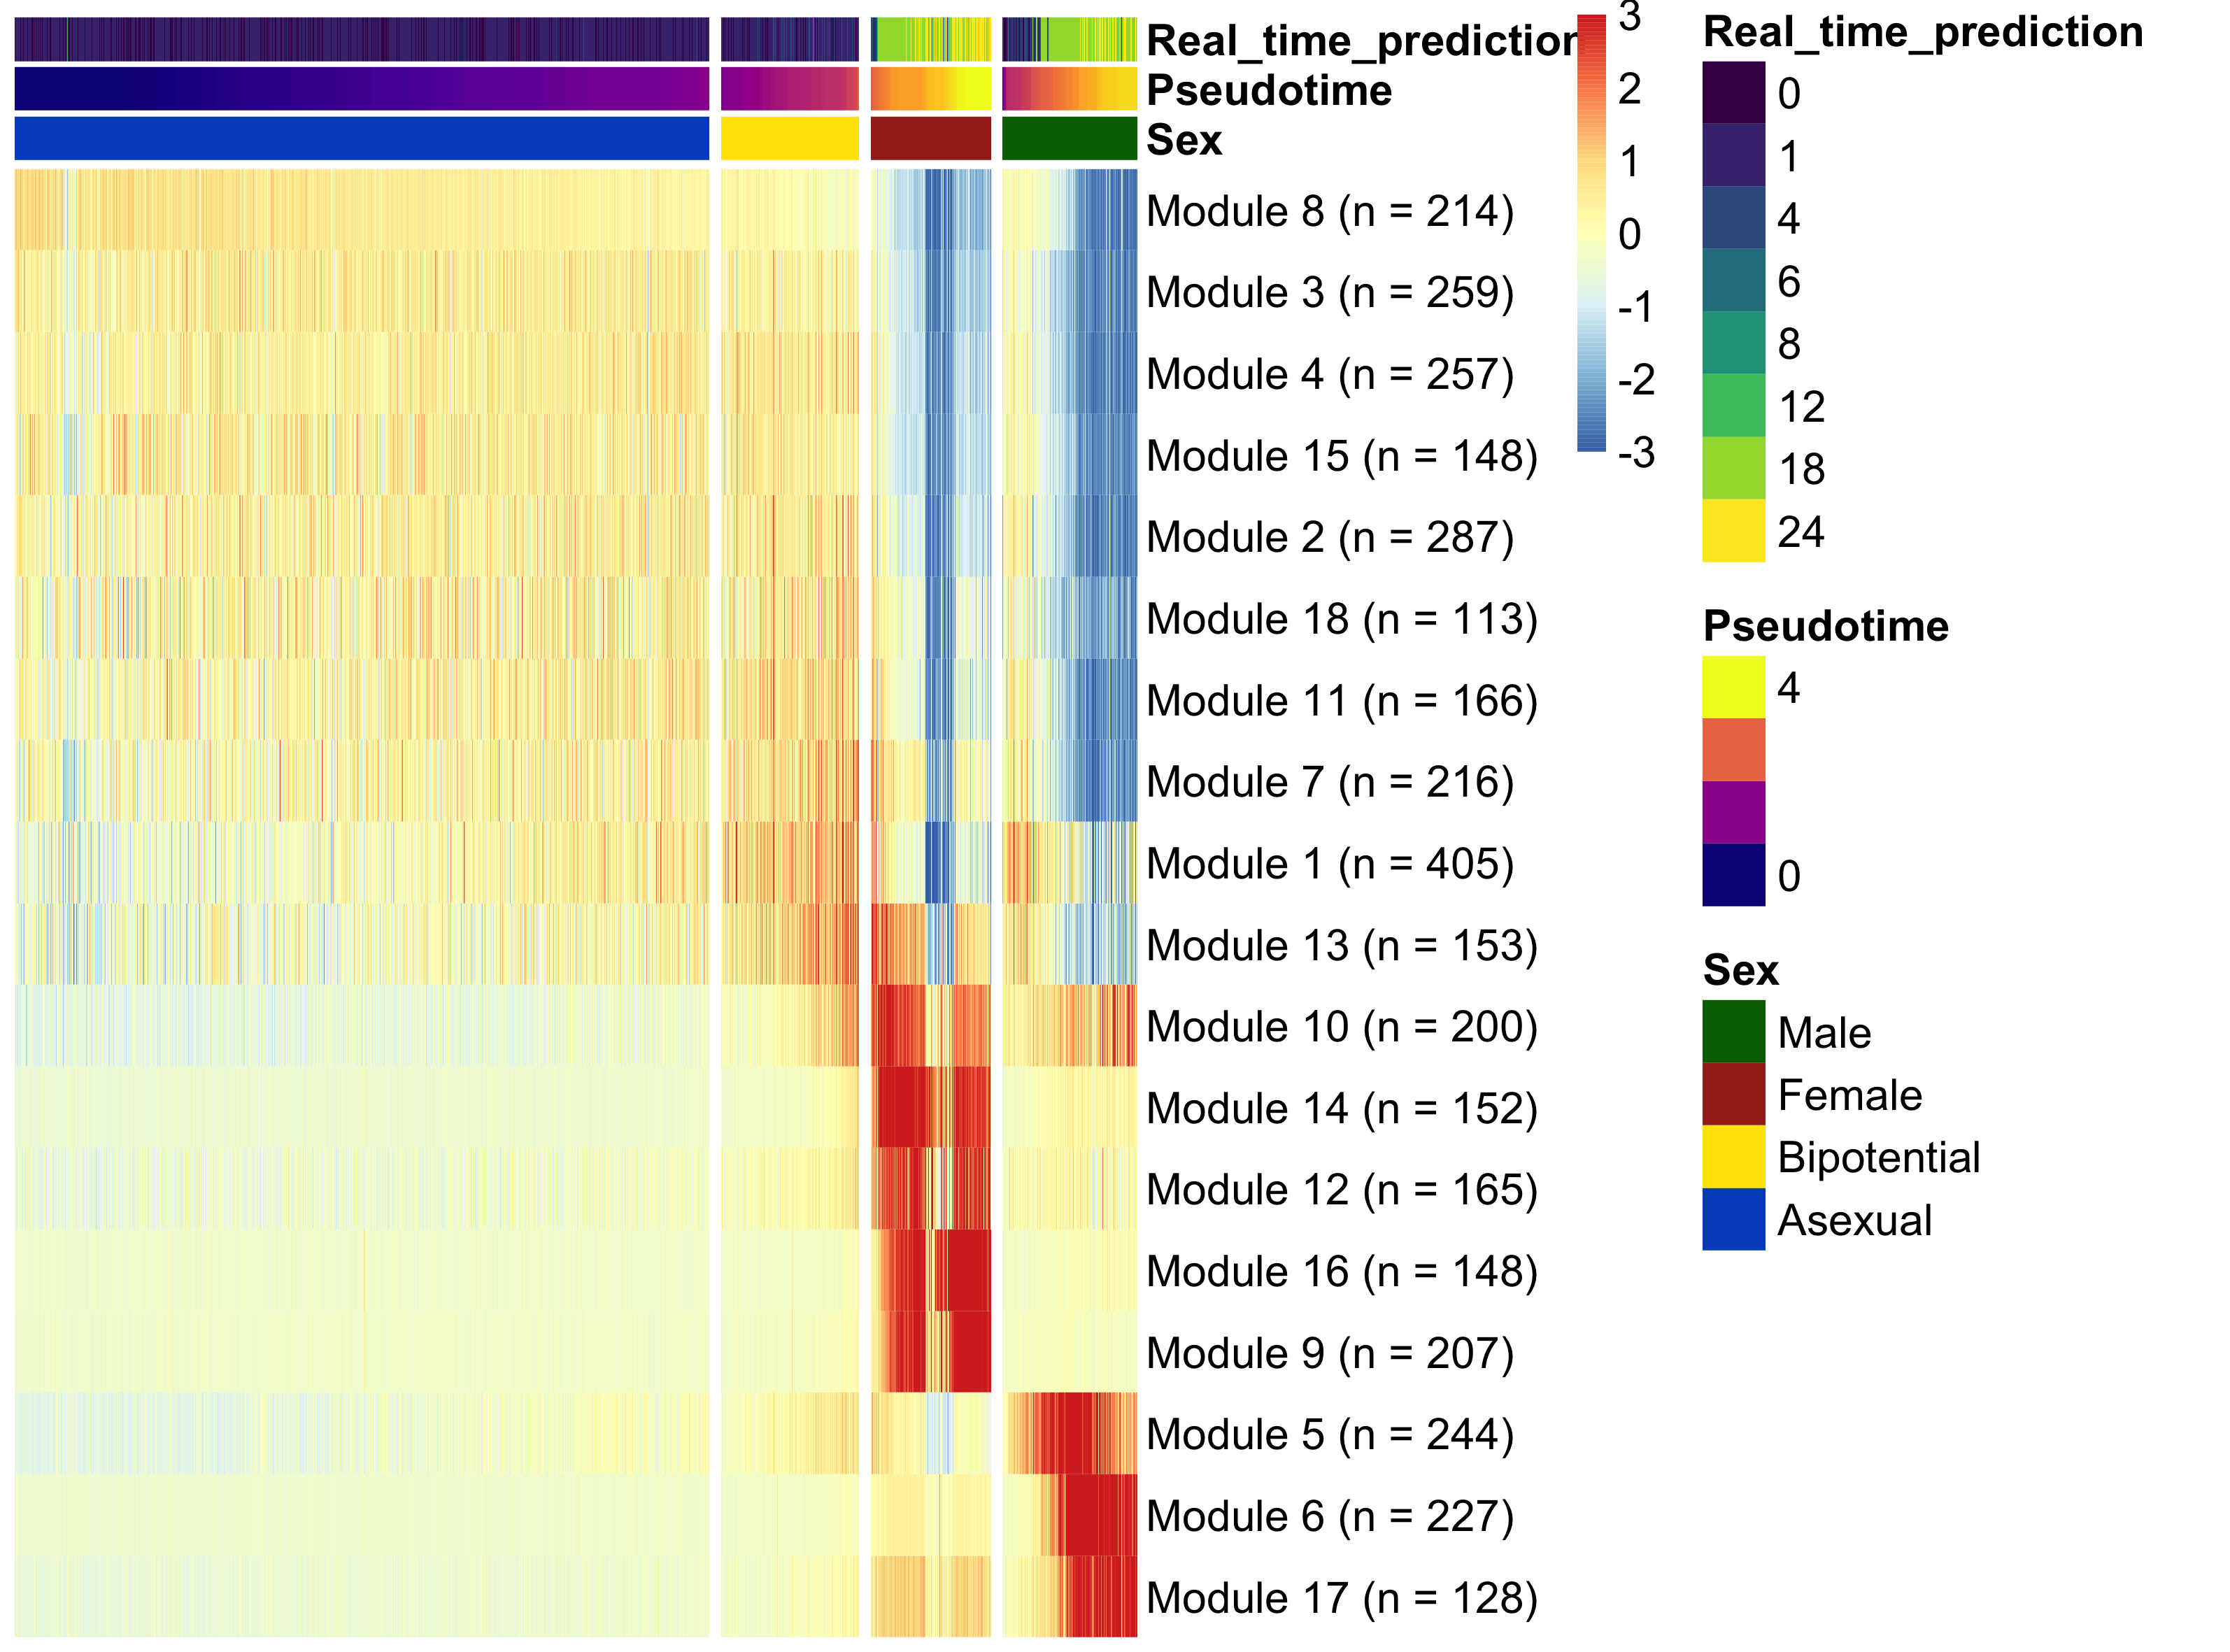 Real_time_prediction
Pseudotime
Sex
Module 8 (n = 214)
Module 3 (n = 259)
Module 4 (n = 257)
Module 15 (n = 148)
Module 2 (n = 287)
Module 18 (n = 113)
Module 11 (n = 166)
Module 7 (n = 216)
Module 1 (n = 405)
Module 13 (n = 153)
Module 10 (n = 200)
Module 14 (n = 152)
Module 12 (n = 165)
Module 16 (n = 148)
Module 9 (n = 207)
Module 5 (n = 244)
Module 6 (n = 227)
Module 17 (n = 128)
3
2
1
0
-1
-2
-3
Real_time_prediction
0
1
4
6
8
12
18
24
Pseudotime
4
0
Sex
Male
Female
Bipotential
Asexual